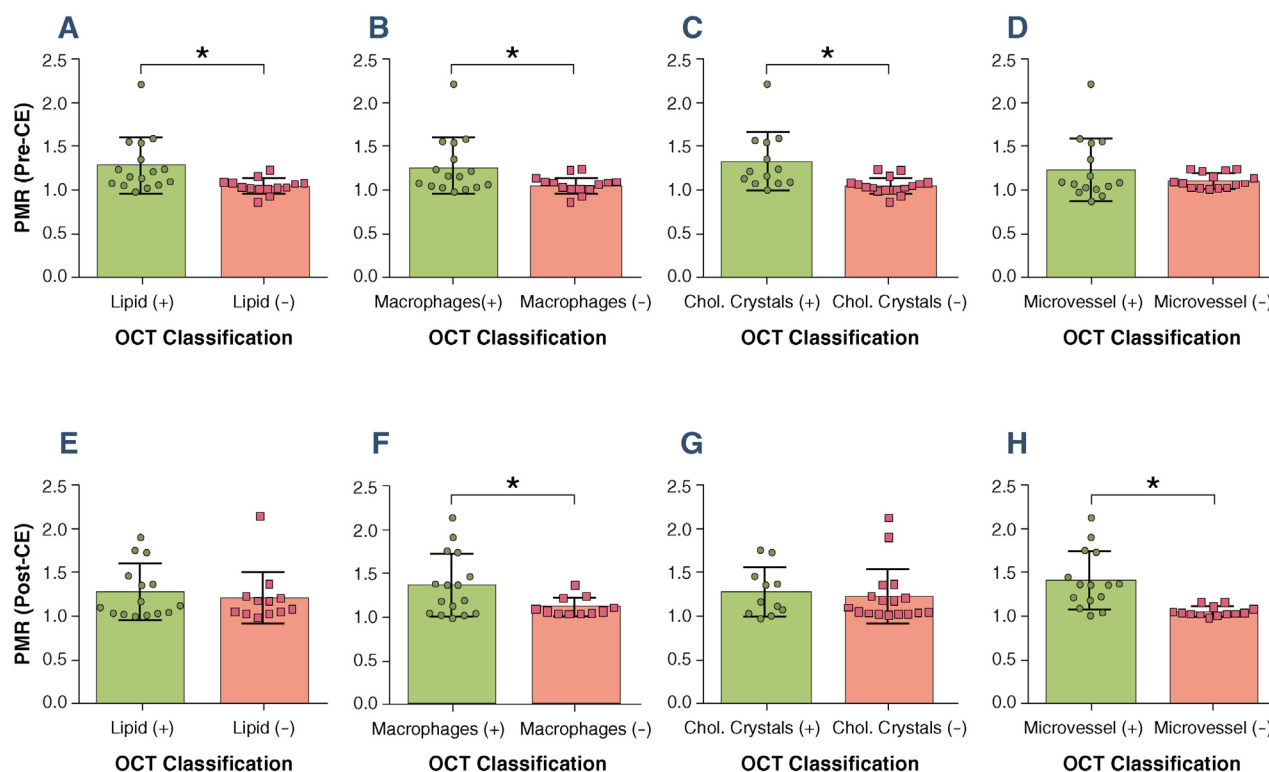 A B C D
* * *
PMR (Pre-CE)
2.5 2.5 2.5 2.5
2.0 2.0 2.0 2.0
1.5 1.5 1.5 1.5
1.0 1.0 1.0 1.0
0.5 0.5 0.5 0.5
0.0 0.0 0.0 0.0
Lipid (+) Lipid (–) Macrophages(+) Macrophages (–) Chol. Crystals (+) Chol. Crystals (–) Microvessel (+) Microvessel (–)
OCT Classification OCT Classification OCT Classification OCT Classification
E F G H
* *
PMR (Post-CE)
2.5 2.5 2.5 2.5
2.0 2.0 2.0 2.0
1.5 1.5 1.5 1.5
1.0 1.0 1.0 1.0
0.5 0.5 0.5 0.5
0.0 0.0 0.0 0.0
Lipid (+) Lipid (–) Macrophages (+) Macrophages (–) Chol. Crystals (+) Chol. Crystals (–) Microvessel (+) Microvessel (–)
OCT Classification OCT Classification OCT Classification OCT Classification